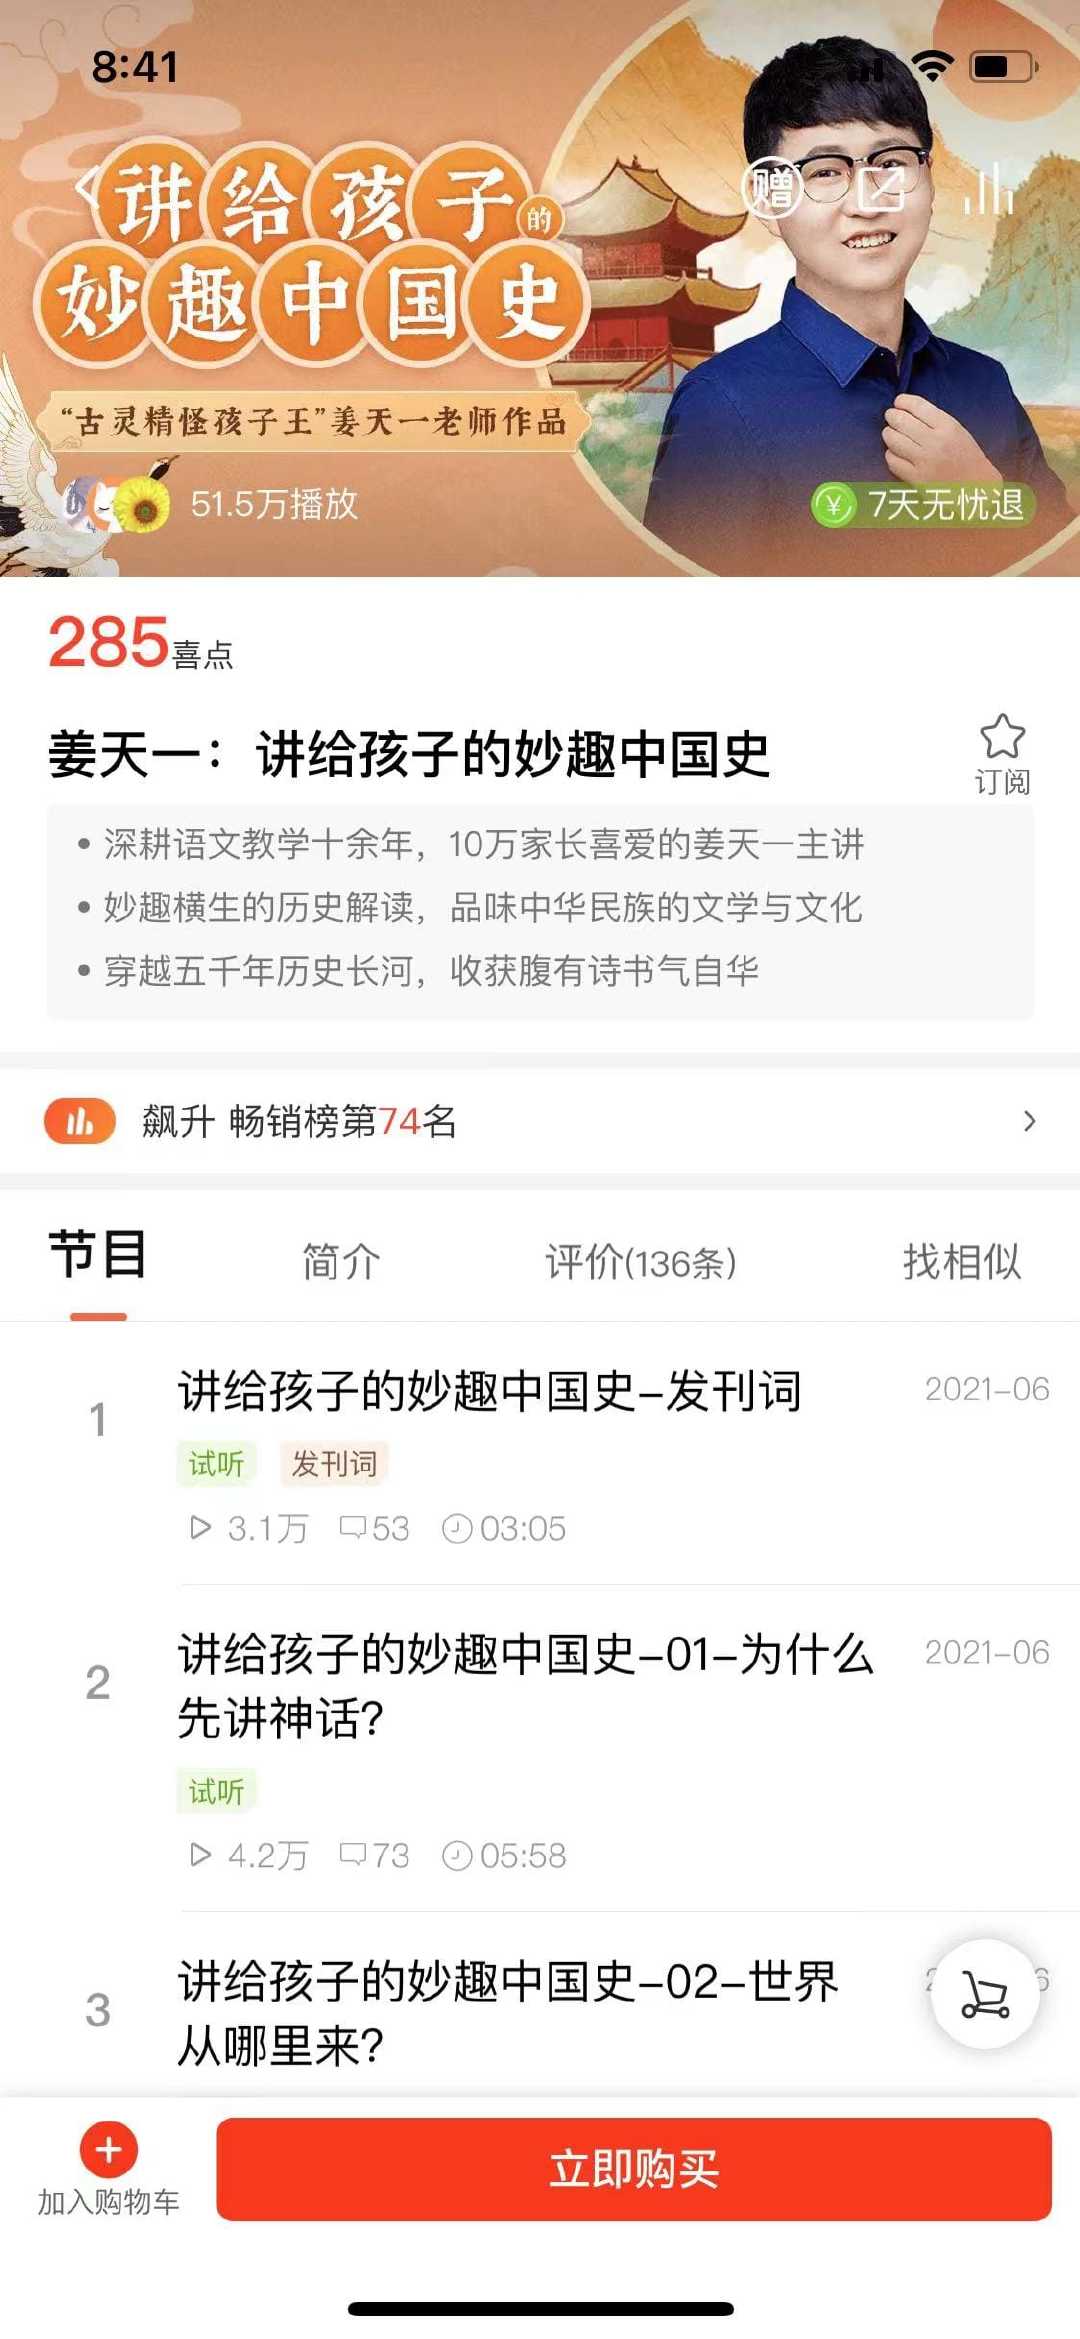 8:41
讲给孩子的
赠
妙趣中国史
“古灵精怪孩子王”姜天一老师作品
51.5万播放
¥ 7天无忧退
285喜点
姜天一：讲给孩子的妙趣中国史
订阅
• 深耕语文教学十余年，10万家长喜爱的姜天一主讲
• 妙趣横生的历史解读，品味中华民族的文学与文化
• 穿越五千年历史长河，收获腹有诗书气自华
飙升 畅销榜第74名
节目 简介 评价(136条) 找相似
1 讲给孩子的妙趣中国史-发刊词 2021-06
试听 发刊词
3.1万 53 03:05
2 讲给孩子的妙趣中国史-01-为什么 2021-06
先讲神话？
试听
4.2万 73 05:58
3 讲给孩子的妙趣中国史-02-世界
从哪里来？
立即购买
加入购物车